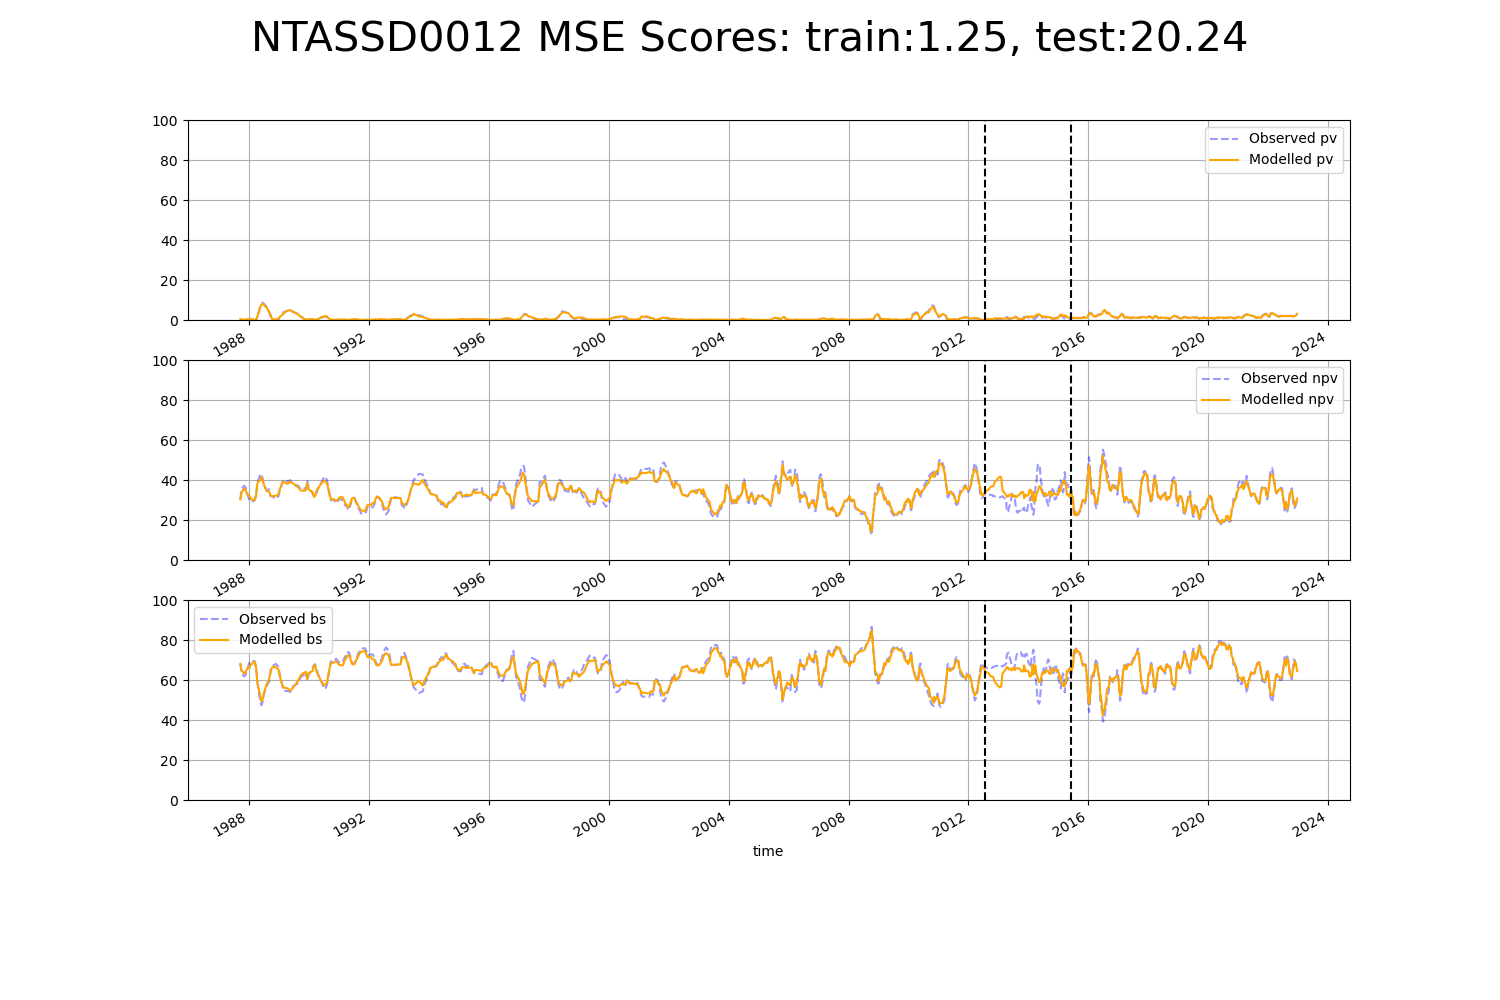 NTASSD0012 MSE Scores: train:1.25, test:20.24
100
80
60
40
20
0
Observed pv
Modelled pv
1988 1992 1996 2000 2004 2008 2012 2016 2020 2024
100
80
60
40
20
0
Observed npv
Modelled npv
1988 1992 1996 2000 2004 2008 2012 2016 2020 2024
100
80
60
40
20
0
Observed bs
Modelled bs
1988 1992 1996 2000 2004 2008 2012 2016 2020 2024
time